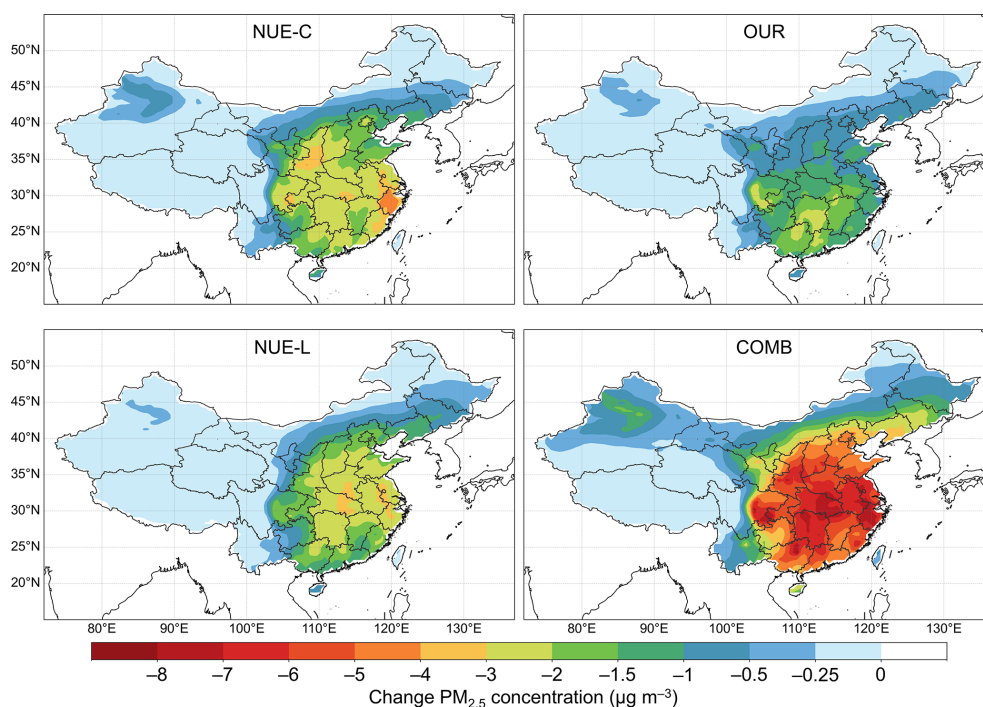 NUE-C
OUR
50°N
45°N
40°N
35°N
30°N
25°N
20°N
NUE-L
COMB
50°N
45°N
40°N
35°N
30°N
25°N
20°N
80°E 90°E 100°E 110°E 120°E 130°E 80°E 90°E 100°E 110°E 120°E 130°E
–8 –7 –6 –5 –4 –3 –2 –1.5 –1 –0.5 –0.25 0
Change PM₂.₅ concentration (µg m⁻³)